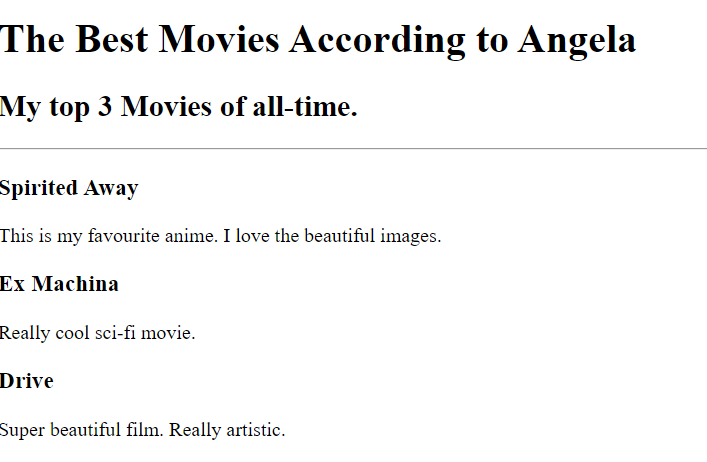 The Best Movies According to Angela
My top 3 Movies of all-time.
Spirited Away
This is my favourite anime. I love the beautiful images.
Ex Machina
Really cool sci-fi movie.
Drive
Super beautiful film. Really artistic.